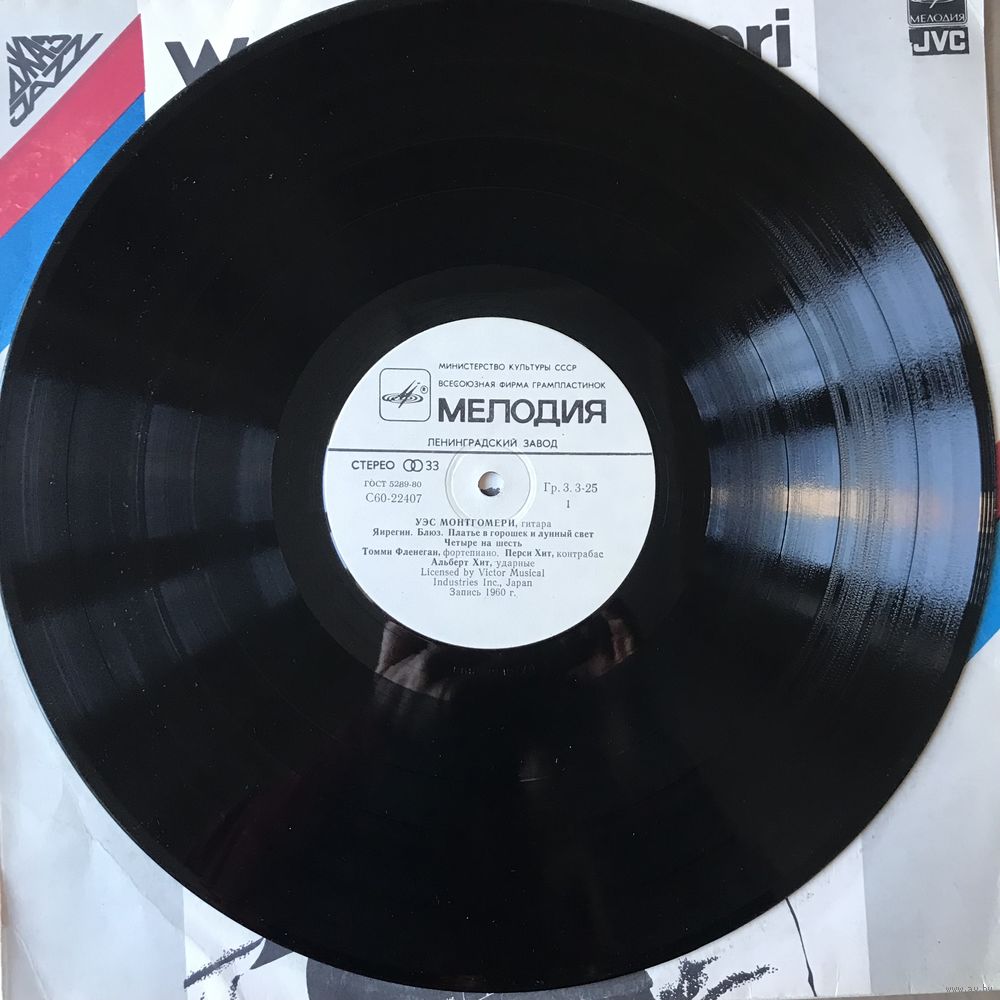 ДЖАЗ
JAZZ
W
ori
МЕЛОДИЯ
JVC
МИНИСТЕРСТВО КУЛЬТУРЫ СССР
ВСЕСОЮЗНАЯ ФИРМА ГРАМПЛАСТИНОК
®
МЕЛОДИЯ
ЛЕНИНГРАДСКИЙ ЗАВОД
СТЕРЕО 33
ГОСТ 5289-80
Гр. 3. 3-25
С60-22407
1
УЭС МОНТГОМЕРИ, гитара
Яирегин. Блюз. Платье в горошек и лунный свет
Четыре на шесть
Томми Фленеган, фортепиано. Перси Хит, контрабас
Альберт Хит, ударные
Licensed by Victor Musical
Industries Inc., Japan
Запись 1960 г.